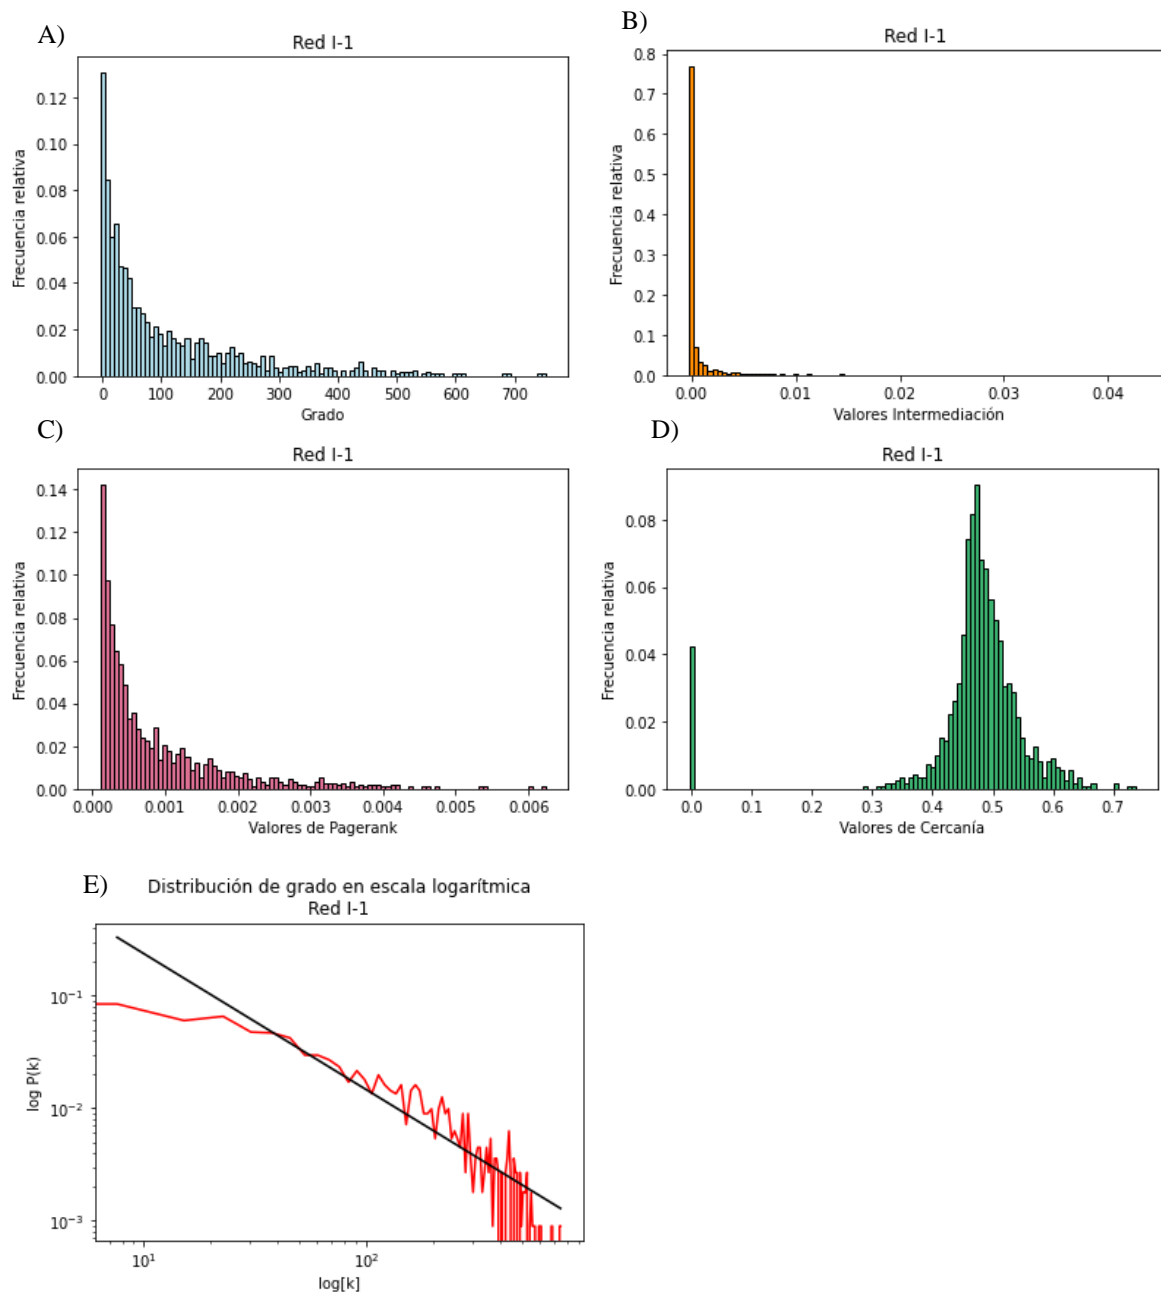 A)
Red I-1
Frecuencia relativa
0.12
0.10
0.08
0.06
0.04
0.02
0.00
0 100 200 300 400 500 600 700
Grado
B)
Red I-1
Frecuencia relativa
0.8
0.7
0.6
0.5
0.4
0.3
0.2
0.1
0.0
0.00 0.01 0.02 0.03 0.04
Valores Intermediación
C)
Red I-1
Frecuencia relativa
0.14
0.12
0.10
0.08
0.06
0.04
0.02
0.00
0.000 0.001 0.002 0.003 0.004 0.005 0.006
Valores de Pagerank
D)
Red I-1
Frecuencia relativa
0.08
0.06
0.04
0.02
0.00
0.0 0.1 0.2 0.3 0.4 0.5 0.6 0.7
Valores de Cercanía
E)
Distribución de grado en escala logarítmica
Red I-1
log P(k)
10⁻¹
10⁻²
10⁻³
10¹ 10²
log[k]